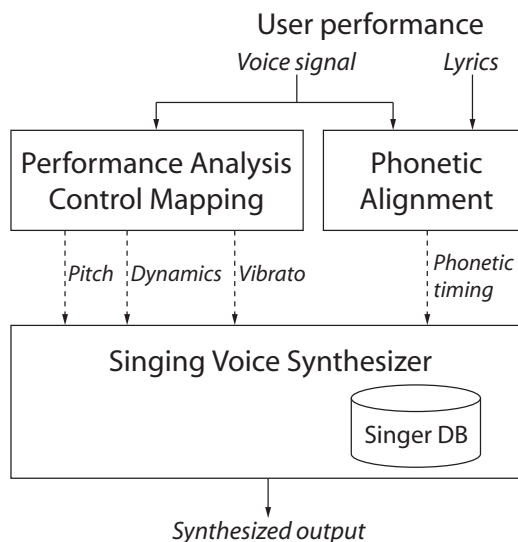 User performance
Voice signal
Lyrics
Performance Analysis
Control Mapping
Phonetic
Alignment
Pitch
Dynamics
Vibrato
Phonetic
timing
Singing Voice Synthesizer
Singer DB
Synthesized output